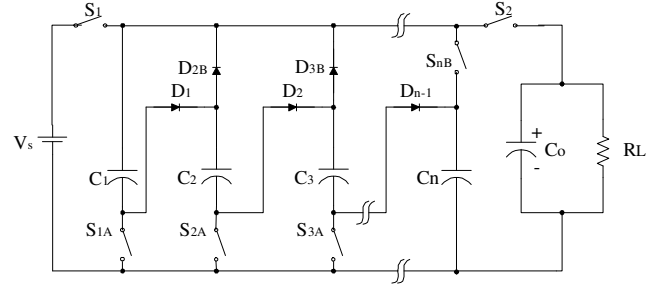 S1 S2
D2B D3B SnB
D1 D2 Dn-1
Vs + Co - RL
C1 C2 C3 Cn
S1A S2A S3A